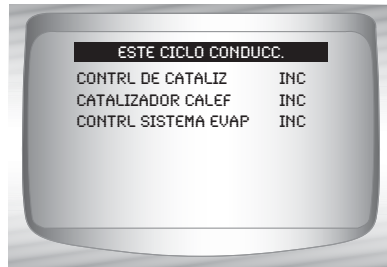 ESTE CICLO CONDUCC.
CONTRL DE CATALIZ INC
CATALIZADOR CALEF INC
CONTRL SISTEMA EVAP INC